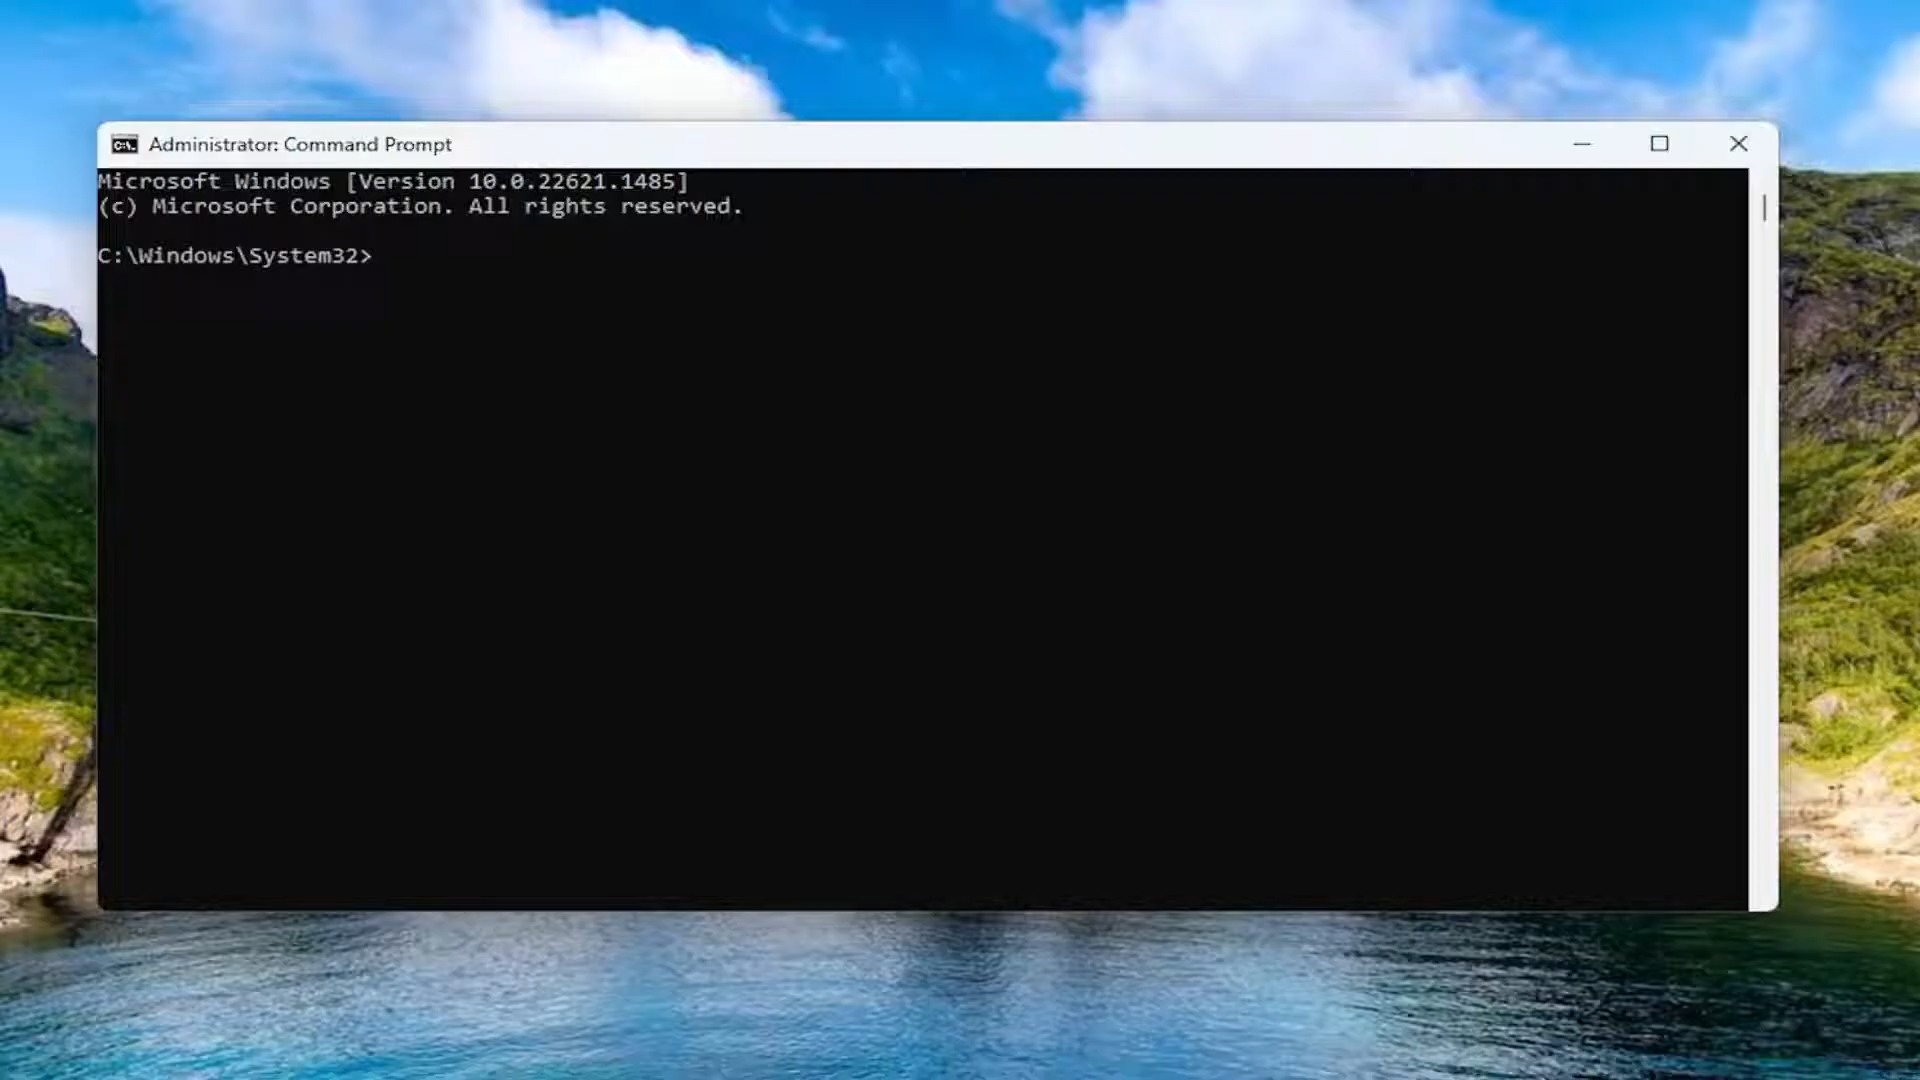 Administrator: Command Prompt
Microsoft Windows [Version 10.0.22621.1485]
(c) Microsoft Corporation. All rights reserved.
C:\Windows\System32>